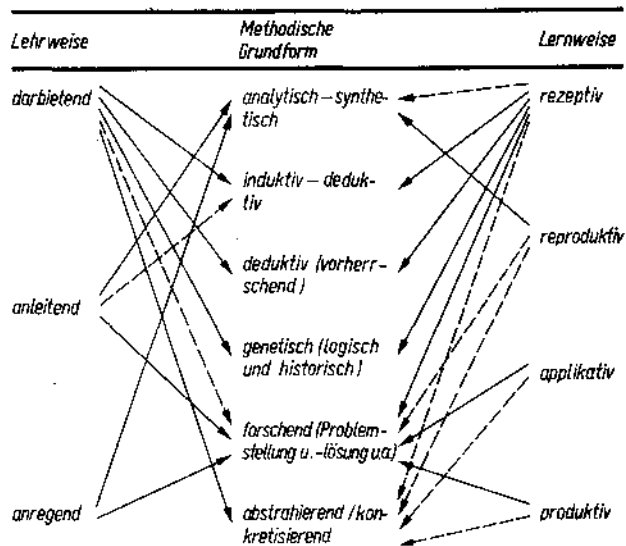 Lehrweise
Methodische
Grundform
Lernweise
darbietend
analytisch – synthe-
tisch
rezeptiv
induktiv – deduk-
tiv
reproduktiv
deduktiv (vorherr-
schend)
anleitend
genetisch (logisch
und historisch)
applikativ
forschend (Problem-
stellung u. -lösung u.a.)
anregend
abstrahierend / kon-
kretisierend
produktiv